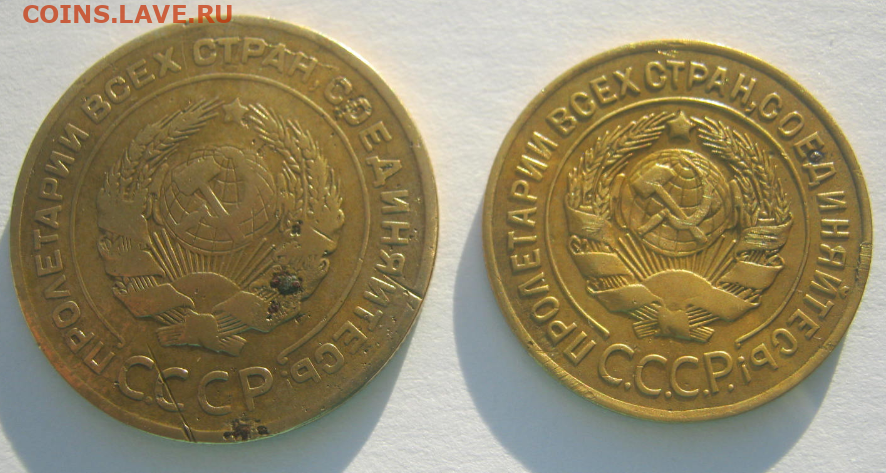 COINS.LAVE.RU
ПРОЛЕТАРИИ ВСЕХ СТРАН, СОЕДИНЯЙТЕСЬ!
С.С.С.Р.
ПРОЛЕТАРИИ ВСЕХ СТРАН, СОЕДИНЯЙТЕСЬ!
С.С.С.Р.